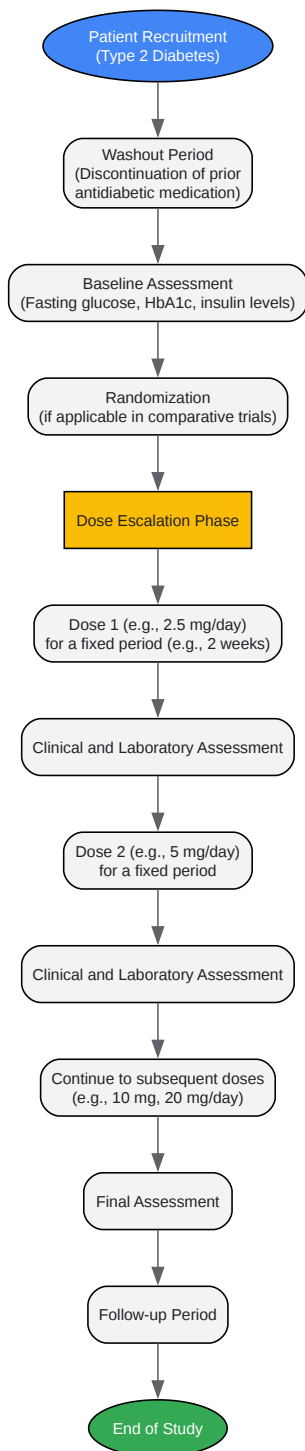 Patient Recruitment
(Type 2 Diabetes)
Washout Period
(Discontinuation of prior
antidiabetic medication)
Baseline Assessment
(Fasting glucose, HbA1c, insulin levels)
Randomization
(if applicable in comparative trials)
Dose Escalation Phase
Dose 1 (e.g., 2.5 mg/day)
for a fixed period (e.g., 2 weeks)
Clinical and Laboratory Assessment
Dose 2 (e.g., 5 mg/day)
for a fixed period
Clinical and Laboratory Assessment
Continue to subsequent doses
(e.g., 10 mg, 20 mg/day)
Final Assessment
Follow-up Period
End of Study